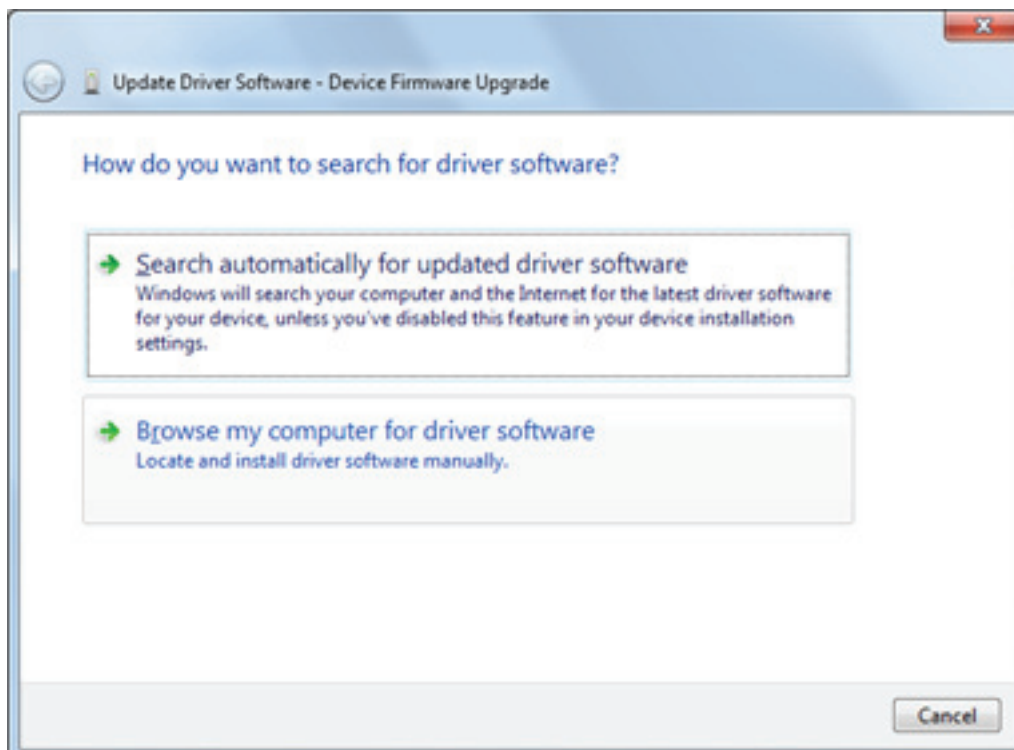 Update Driver Software - Device Firmware Upgrade
How do you want to search for driver software?
Search automatically for updated driver software
Windows will search your computer and the Internet for the latest driver software
for your device, unless you've disabled this feature in your device installation
settings.
Browse my computer for driver software
Locate and install driver software manually.
Cancel